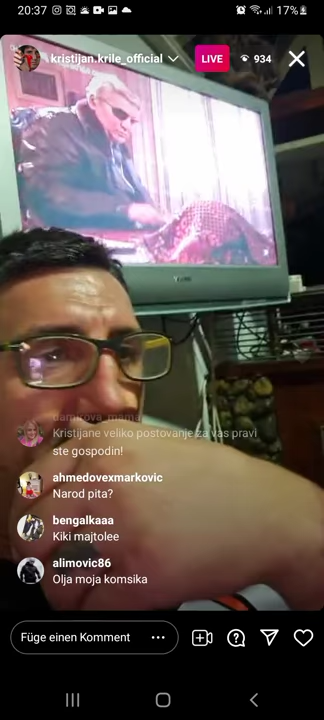 20:37
17%
kristijan.krile_official
LIVE
934
damirova_mama
Kristijane veliko postovanje za vas pravi
ste gospodin!
ahmedovexmarkovic
Narod pita?
bengalkaaa
Kiki majtolee
alimovic86
Olja moja komsika
Füge einen Komment